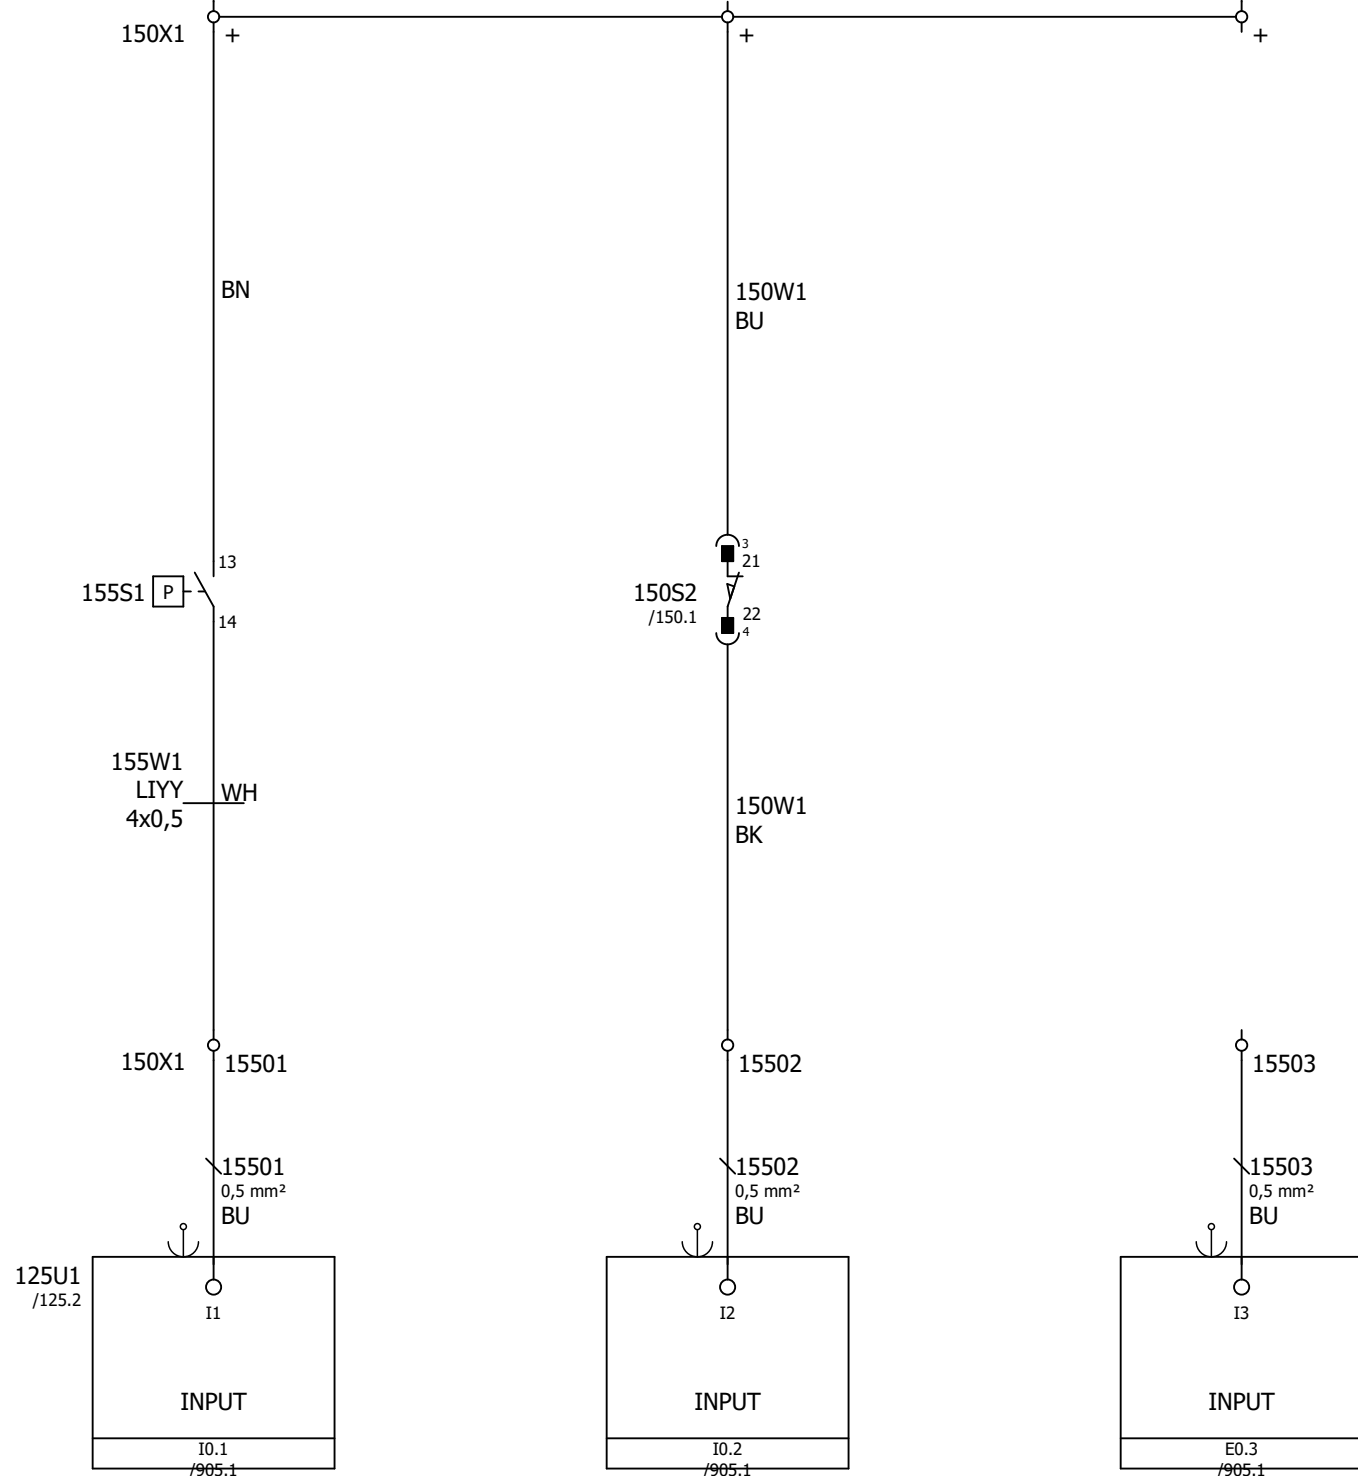 150X1 + + +
BN
150W1
BU
3
13 21
155S1 P 150S2
/150.1
14 22
4
155W1
LIYY WH
4x0,5
150W1
BK
150X1 15501 15502 15503
15501 15502 15503
0,5 mm² 0,5 mm² 0,5 mm²
BU BU BU
125U1
/125.2
I1 I2 I3
INPUT INPUT INPUT
I0.1 I0.2 E0.3
/905.1 /905.1 /905.1